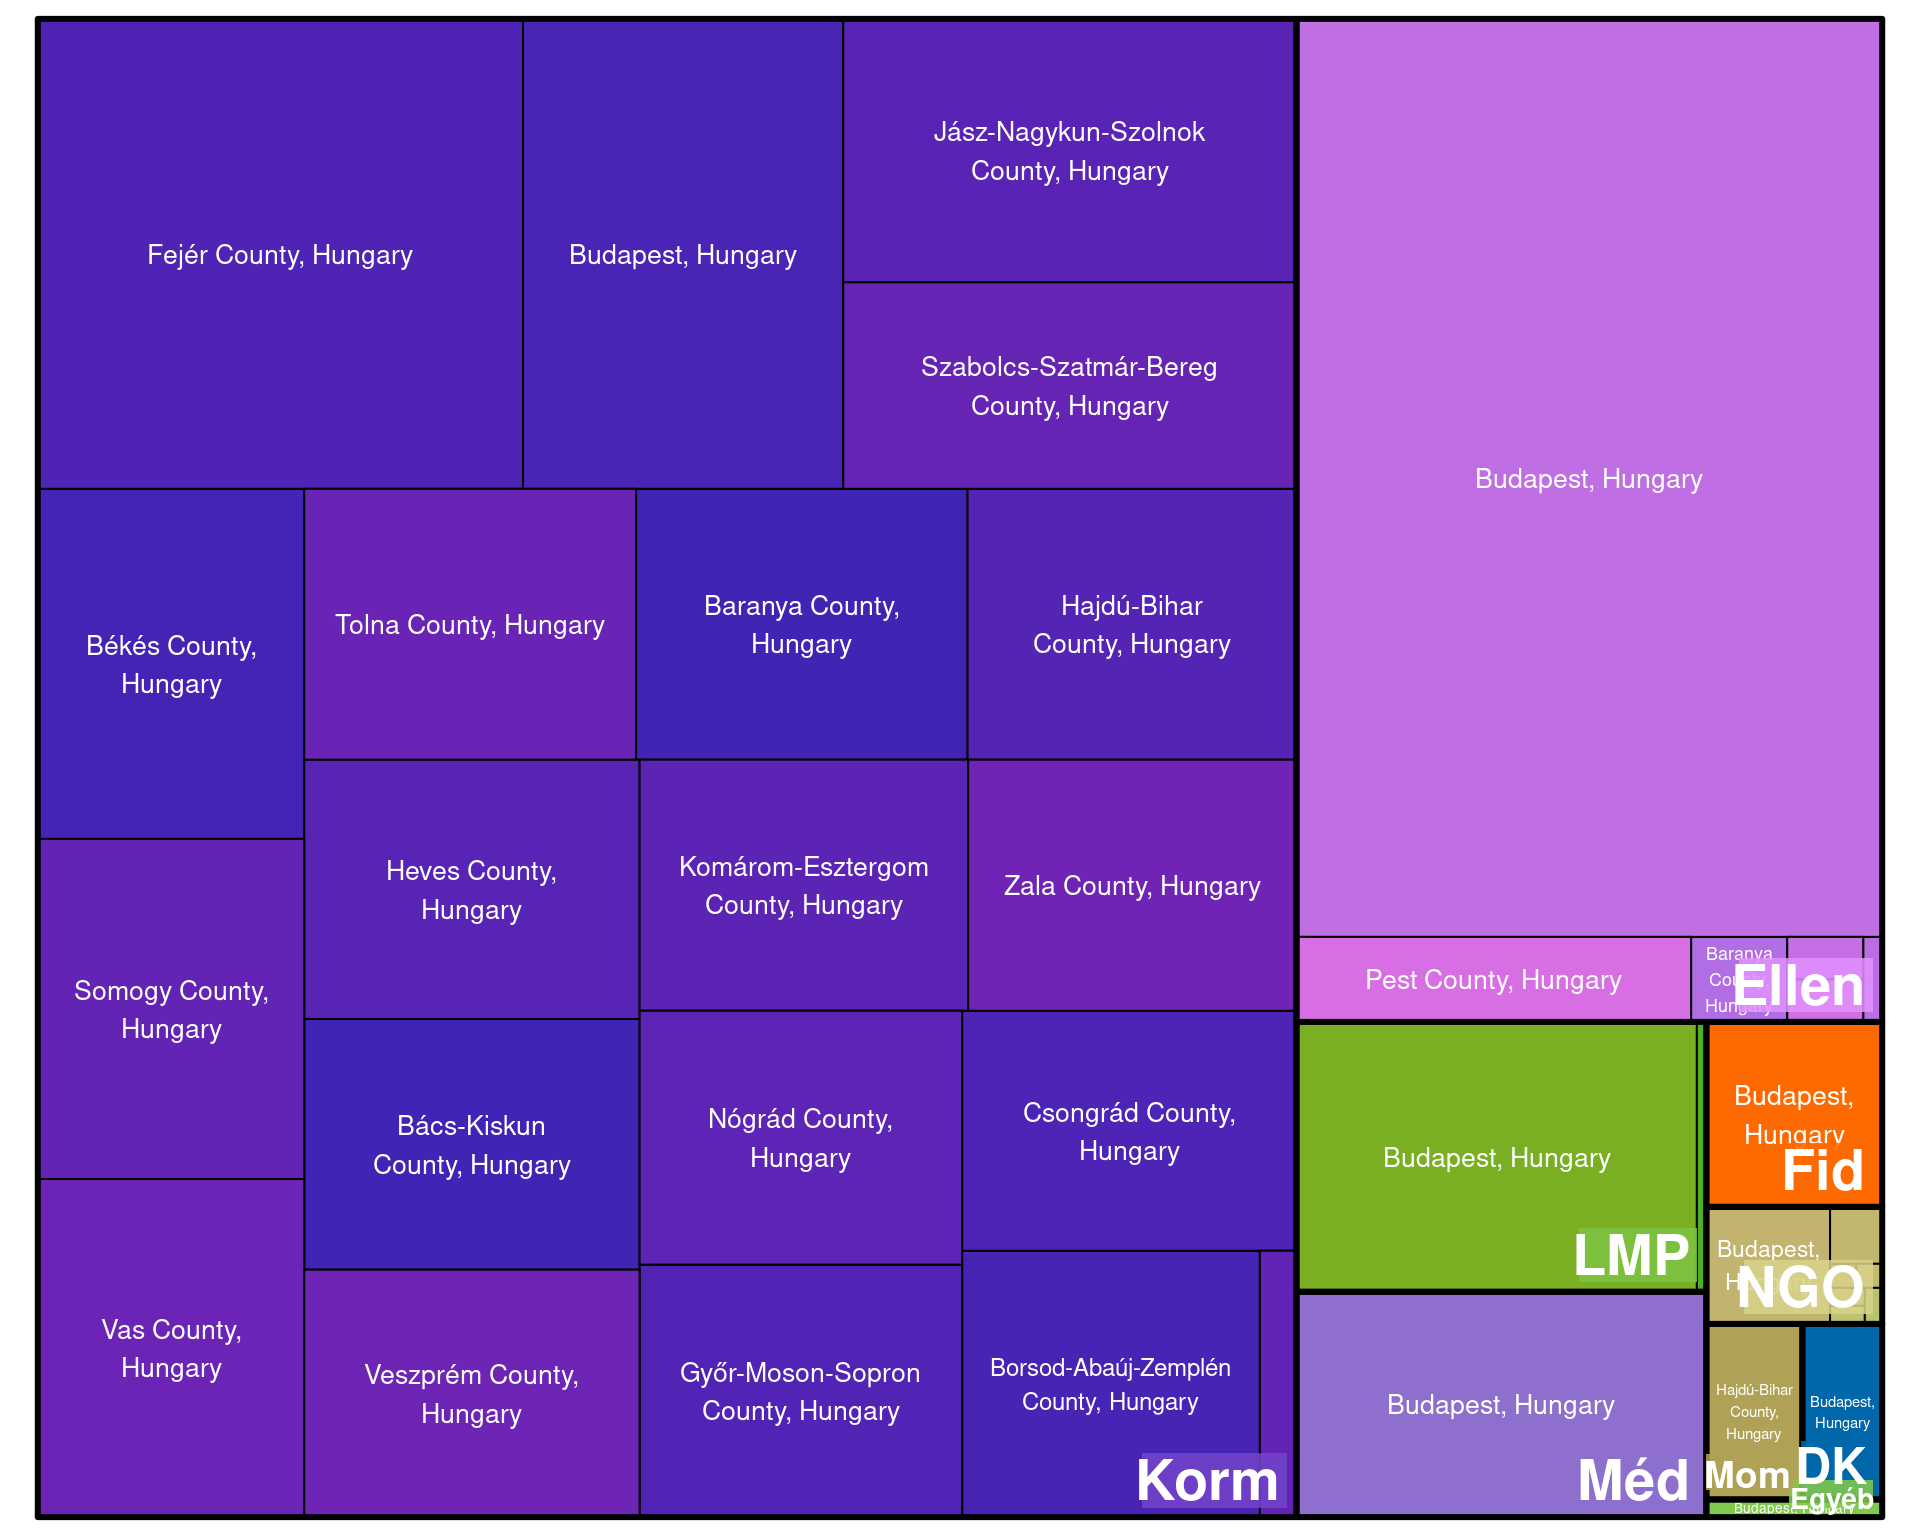 Fejér County, Hungary
Budapest, Hungary
Jász-Nagykun-Szolnok
County, Hungary
Szabolcs-Szatmár-Bereg
County, Hungary
Békés County,
Hungary
Tolna County, Hungary
Baranya County,
Hungary
Hajdú-Bihar
County, Hungary
Somogy County,
Hungary
Heves County,
Hungary
Komárom-Esztergom
County, Hungary
Zala County, Hungary
Bács-Kiskun
County, Hungary
Nógrád County,
Hungary
Csongrád County,
Hungary
Vas County,
Hungary
Veszprém County,
Hungary
Győr-Moson-Sopron
County, Hungary
Borsod-Abaúj-Zemplén
County, Hungary
Korm
Budapest, Hungary
Pest County, Hungary
Baranya
County,
Hungary
Ellen
Budapest, Hungary
LMP
Budapest, Hungary
Méd
Budapest,
Hungary
Fid
Budapest,
NGO
Hajdú-Bihar
County,
Hungary
Mom
Budapest,
Hungary
DK
Budapest, Hungary
Egyéb